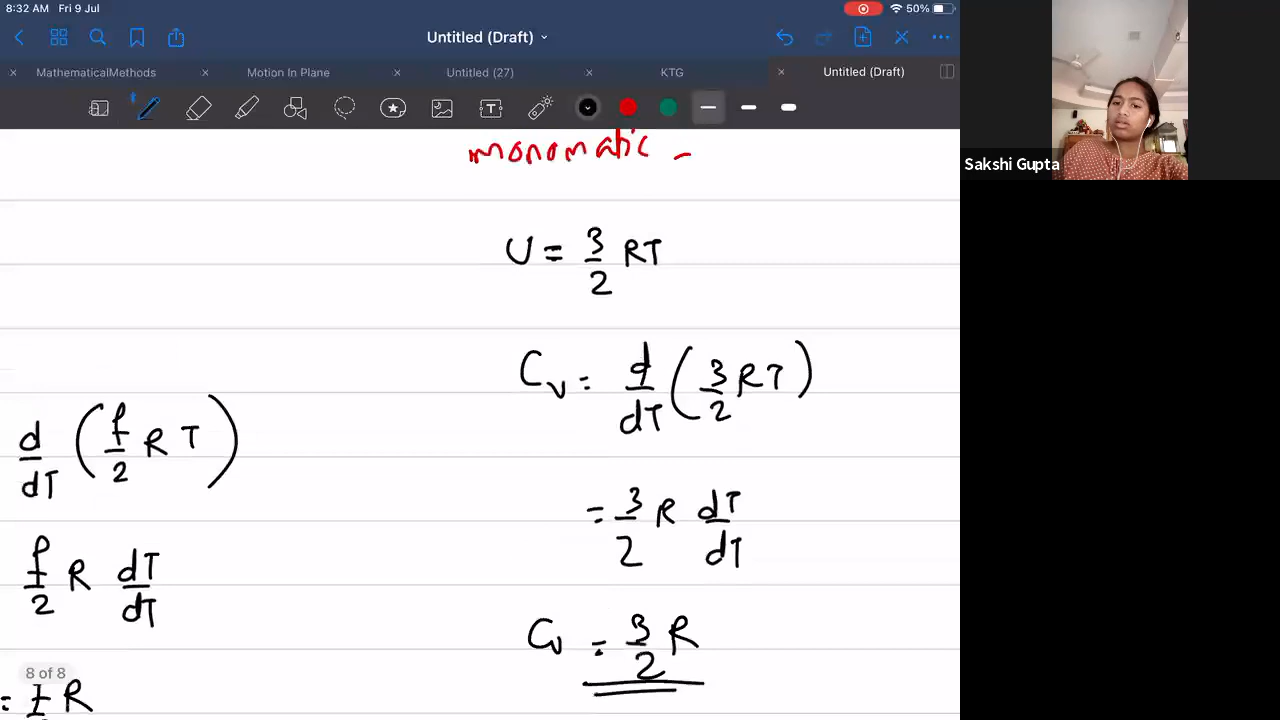 8:32 AM Fri 9 Jul
50%
Untitled (Draft)
MathematicalMethods
Motion In Plane
Untitled (27)
KTG
Untitled (Draft)
Sakshi Gupta
monomatic -
U = 3/2 RT
Cv = d/dT (3/2 RT)
= 3/2 R dT/dT
Cv = 3/2 R
d/dT (f/2 R T)
f/2 R dT/dT
8 of 8